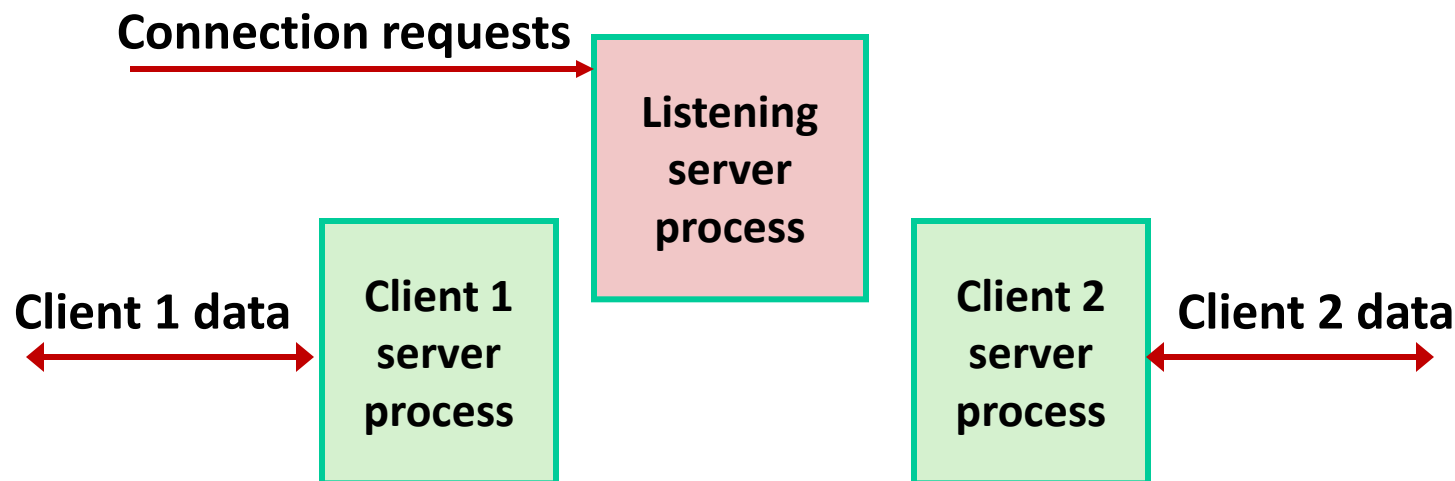 Connection requests
Listening
server
process
Client 1 data
Client 1
server
process
Client 2
server
process
Client 2 data